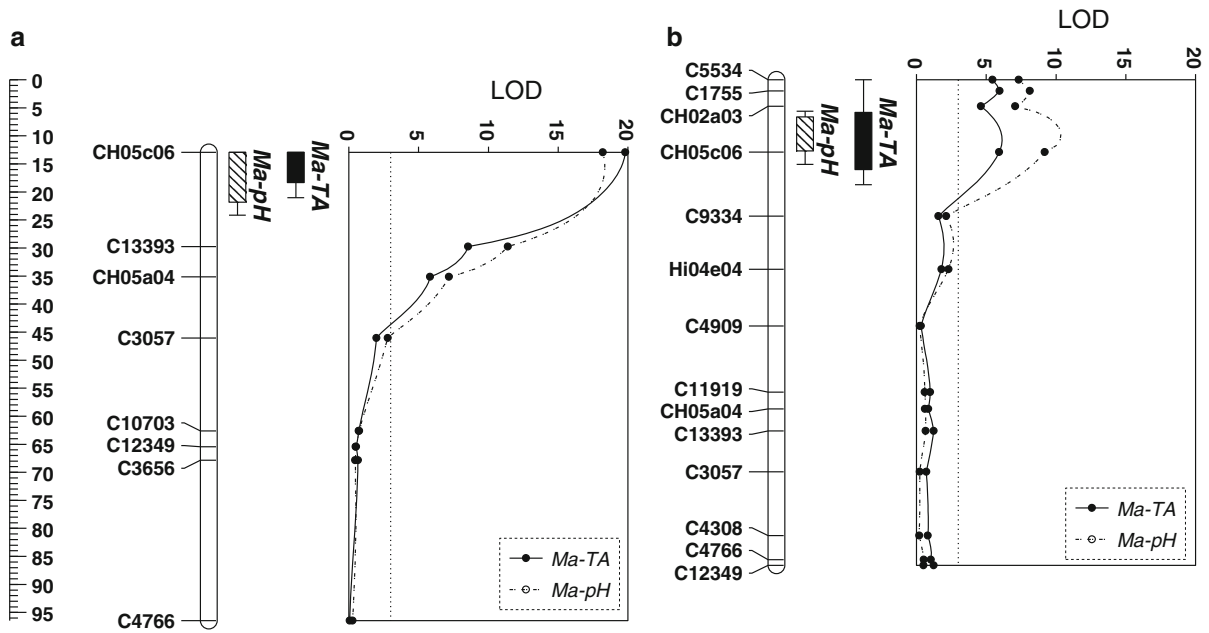 a
0
5
10
15
20
25
30
35
40
45
50
55
60
65
70
75
80
85
90
95
CH05c06
C13393
CH05a04
C3057
C10703
C12349
C3656
C4766
Ma-pH
Ma-TA
LOD
0 5 10 15 20
Ma-TA
Ma-pH
b
C5534
C1755
CH02a03
CH05c06
C9334
Hi04e04
C4909
C11919
CH05a04
C13393
C3057
C4308
C4766
C12349
Ma-pH
Ma-TA
LOD
0 5 10 15 20
Ma-TA
Ma-pH